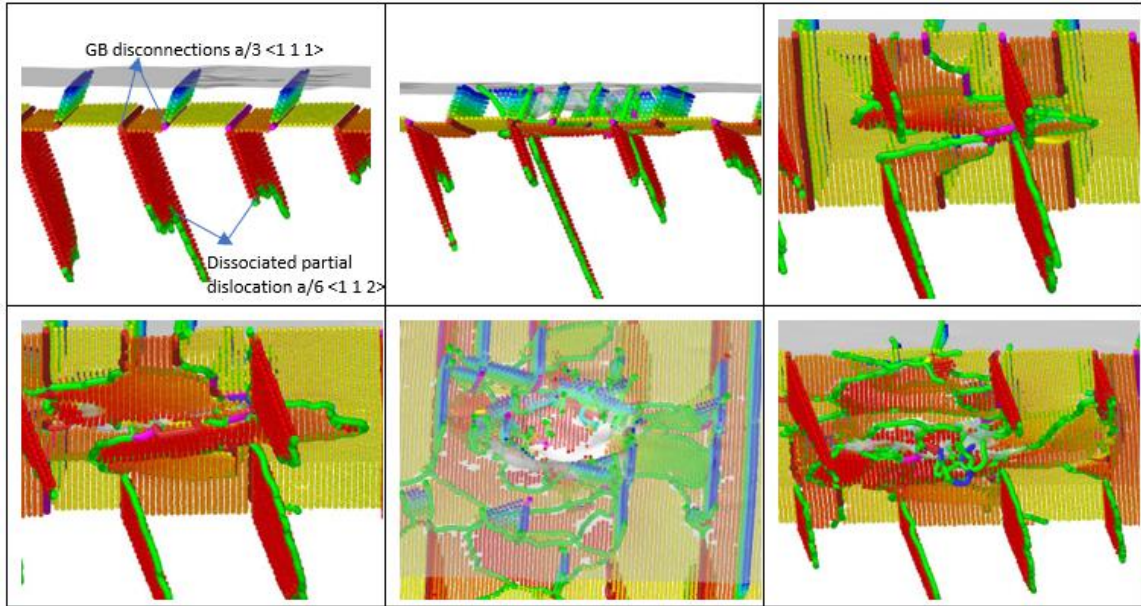 GB disconnections a/3 <1 1 1>
Dissociated partial
dislocation a/6 <1 1 2>